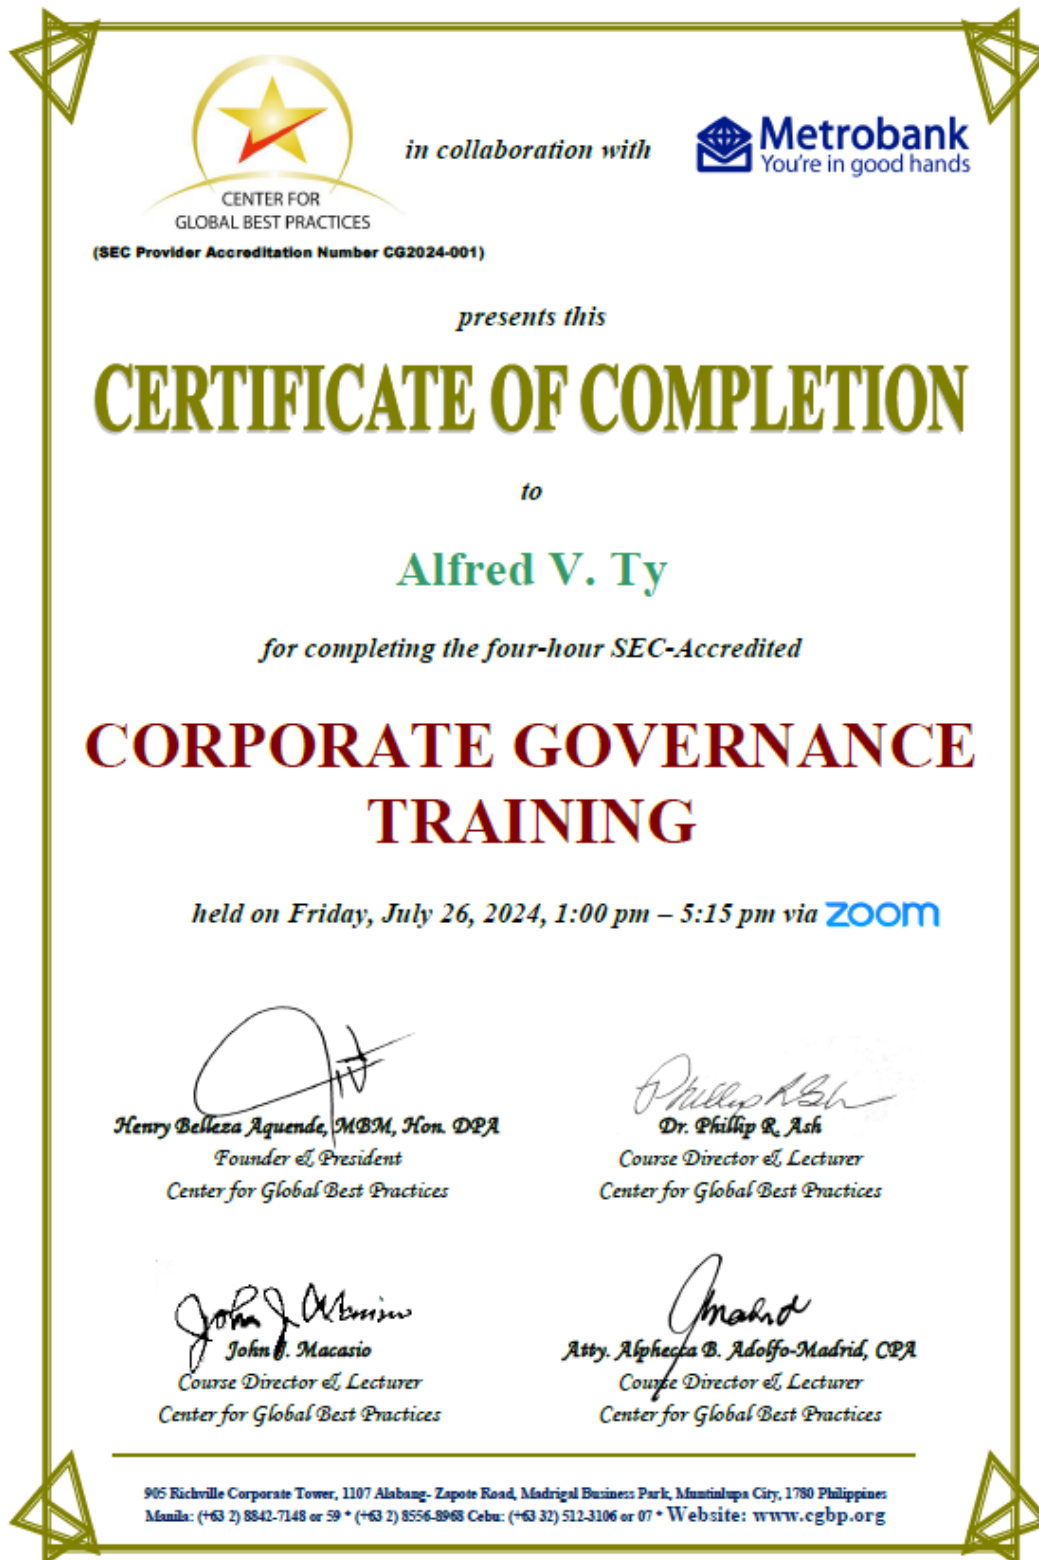 in collaboration with
Metrobank
You're in good hands
CENTER FOR
GLOBAL BEST PRACTICES
(SEC Provider Accreditation Number CG2024-001)
presents this
CERTIFICATE OF COMPLETION
to
Alfred V. Ty
for completing the four-hour SEC-Accredited
CORPORATE GOVERNANCE
TRAINING
held on Friday, July 26, 2024, 1:00 pm – 5:15 pm via zoom
Henry Belleza Aquende, MBM, Hon. DPA
Founder & President
Center for Global Best Practices
Phillip R Ash
Dr. Phillip R. Ash
Course Director & Lecturer
Center for Global Best Practices
John J. Macasio
John J. Macasio
Course Director & Lecturer
Center for Global Best Practices
Atty. Alphecca B. Adolfo-Madrid, CPA
Course Director & Lecturer
Center for Global Best Practices
905 Richville Corporate Tower, 1107 Alabang- Zapote Road, Madrigal Business Park, Muntinlupa City, 1780 Philippines
Manila: (+63 2) 8842-7148 or 59 * (+63 2) 8556-8968 Cebu: (+63 32) 512-3106 or 07 * Website: www.cgbp.org